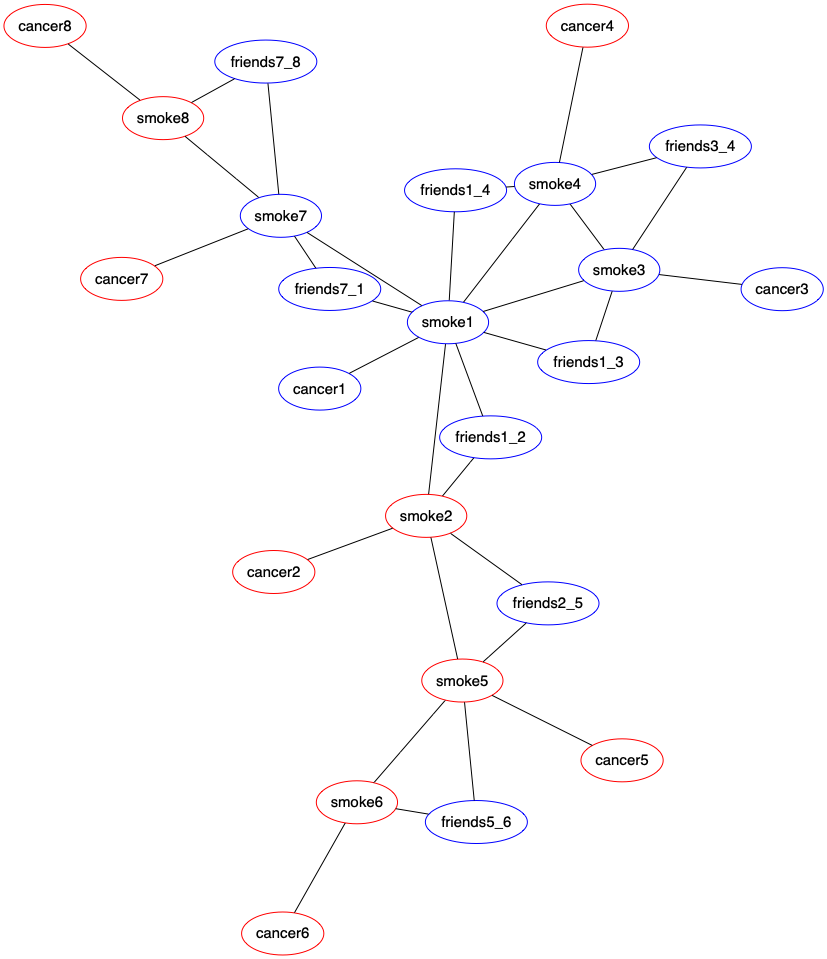 cancer8
cancer4
friends7_8
smoke8
friends3_4
friends1_4
smoke4
smoke7
smoke3
cancer7
friends7_1
cancer3
smoke1
friends1_3
cancer1
friends1_2
smoke2
cancer2
friends2_5
smoke5
cancer5
smoke6
friends5_6
cancer6